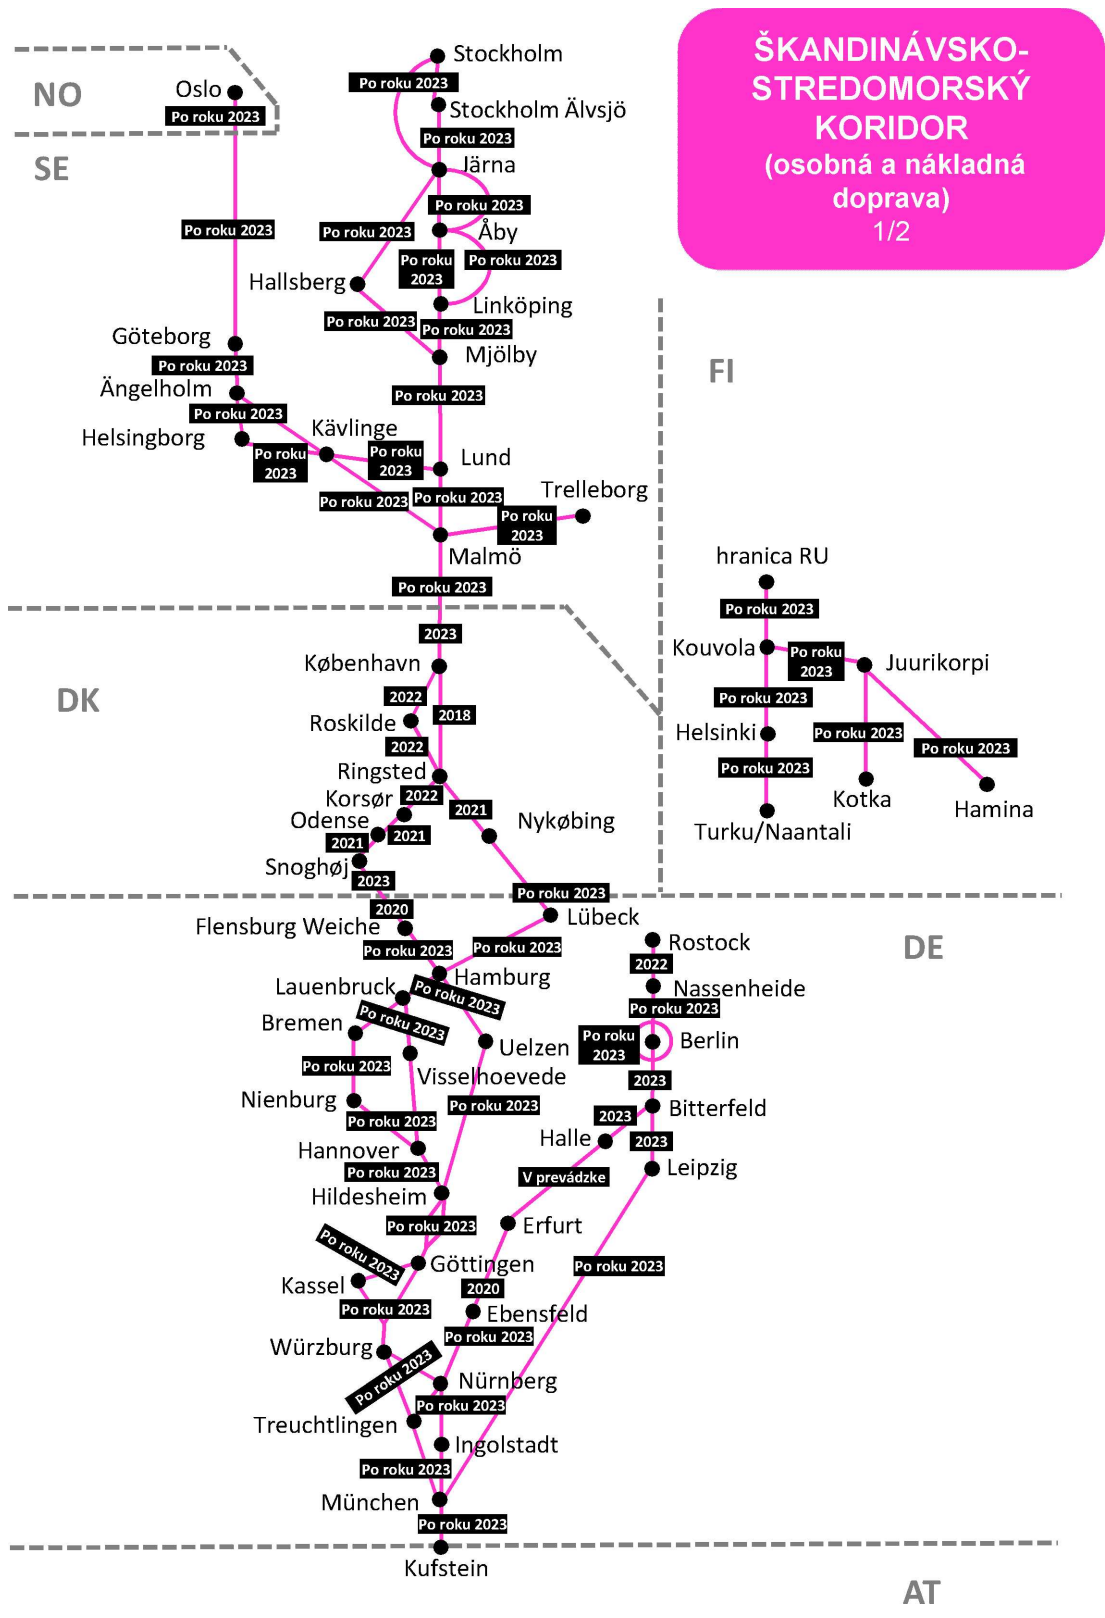 ŠKANDINÁVSKO-
STREDOMORSKÝ
KORIDOR
(osobná a nákladná
doprava)
1/2
NO
Oslo
Po roku 2023
SE
Po roku 2023
Göteborg
Po roku 2023
Ängelholm
Po roku 2023
Helsingborg
Po roku
2023
Kävlinge
Po roku
2023
Po roku 2023
Stockholm
Po roku 2023
Stockholm Älvsjö
Po roku 2023
Järna
Po roku 2023
Po roku 2023
Åby
Po roku
2023
Po roku 2023
Hallsberg
Linköping
Po roku 2023
Po roku 2023
Mjölby
Po roku 2023
Lund
Po roku 2023
Trelleborg
Po roku
2023
Malmö
Po roku 2023
FI
hranica RU
Po roku 2023
Kouvola
Po roku
2023
Juurikorpi
Po roku 2023
Helsinki
Po roku 2023
Po roku 2023
Po roku 2023
Kotka
Hamina
Turku/Naantali
DK
2023
København
2022
2018
Roskilde
2022
Ringsted
2022
Korsør
2021
Nykøbing
Odense
2021
2021
Snoghøj
2023
Po roku 2023
2020
Lübeck
Flensburg Weiche
Po roku 2023
Po roku 2023
DE
Rostock
2022
Nassenheide
Po roku 2023
Po roku
2023
Berlin
2023
Bitterfeld
2023
Halle
2023
Leipzig
V prevádzke
Erfurt
Po roku 2023
2020
Ebensfeld
Po roku 2023
Hamburg
Po roku 2023
Lauenbruck
Po roku 2023
Bremen
Uelzen
Po roku 2023
Visselhoevede
Po roku 2023
Nienburg
Po roku 2023
Hannover
Po roku 2023
Hildesheim
Po roku 2023
Po roku 2023
Göttingen
Kassel
Po roku 2023
Würzburg
Po roku 2023
Nürnberg
Po roku 2023
Treuchtlingen
Ingolstadt
Po roku 2023
München
Po roku 2023
Kufstein
AT